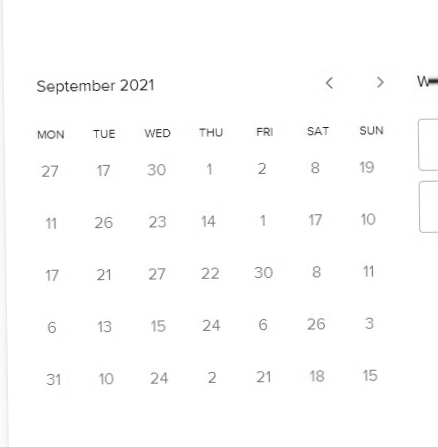 September 2021
W
MON TUE WED THU FRI SAT SUN
27 17 30 1 2 8 19
11 26 23 14 1 17 10
17 21 27 22 30 8 11
6 13 15 24 6 26 3
31 10 24 2 21 18 15